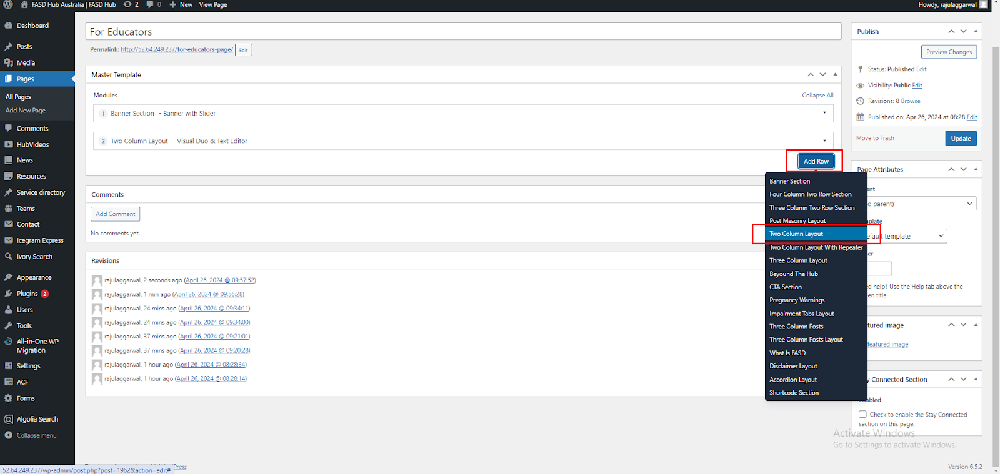 FASD Hub Australia | FASD Hub 2 0 New View Page Howdy, rajulaggarwal
Dashboard
Posts
Media
Pages
All Pages
Add New Page
Comments
HubVideos
News
Resources
Service directory
Teams
Contact
Icegram Express
Ivory Search
Appearance
Plugins 2
Users
Tools
All-in-One WP
Migration
Settings
ACF
Forms
Algolia Search
Collapse menu
For Educators
Permalink: http://52.64.249.237/for-educators-page/ Edit
Master Template
Modules Collapse All
1 Banner Section - Banner with Slider
2 Two Column Layout - Visual Duo & Text Editor
Add Row
Banner Section
Four Column Two Row Section
Three Column Two Row Section
Post Masonry Layout
Two Column Layout
Two Column Layout With Repeater
Three Column Layout
Beyound The Hub
CTA Section
Pregnancy Warnings
Impairment Tabs Layout
Three Column Posts
Three Column Posts Layout
What Is FASD
Disclaimer Layout
Accordion Layout
Shortcode Section
Comments
Add Comment
No comments yet.
Revisions
rajulaggarwal, 2 seconds ago (April 26, 2024 @ 09:57:52)
rajulaggarwal, 1 min ago (April 26, 2024 @ 09:56:28)
rajulaggarwal, 24 mins ago (April 26, 2024 @ 09:34:11)
rajulaggarwal, 24 mins ago (April 26, 2024 @ 09:34:00)
rajulaggarwal, 37 mins ago (April 26, 2024 @ 09:21:01)
rajulaggarwal, 37 mins ago (April 26, 2024 @ 09:20:28)
rajulaggarwal, 1 hour ago (April 26, 2024 @ 08:28:34)
rajulaggarwal, 1 hour ago (April 26, 2024 @ 08:28:14)
Publish
Preview Changes
Status: Published Edit
Visibility: Public Edit
Revisions: 8 Browse
Published on: Apr 26, 2024 at 08:28 Edit
Move to Trash Update
Page Attributes
parent)
template
help? Use the Help tab above the
title.
image
featured image
Connected Section
Check to enable the Stay Connected
section on this page.
Activate Windows
Go to Settings to activate Windows.
Version 6.5.2
52.64.249.237/wp-admin/post.php?post=1962&action=edit#